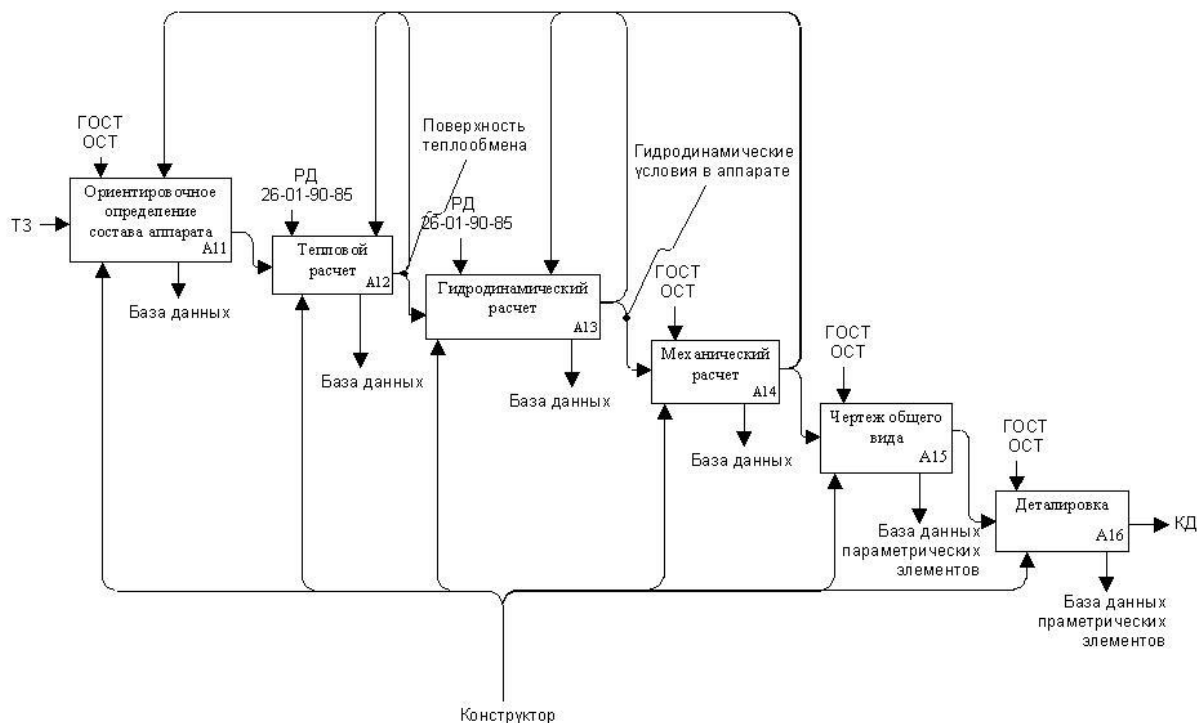 ГОСТ
ОСТ
ТЗ
Ориентировочное
определение
состава аппарата
А11
База данных
РД
26-01-90-85
Тепловой
расчет
А12
База данных
Поверхность
теплообмена
РД
26-01-90-85
Гидродинамический
расчет
А13
База данных
Гидродинамические
условия в аппарате
ГОСТ
ОСТ
Механический
расчет
А14
База данных
ГОСТ
ОСТ
Чертеж общего
вида
А15
База данных
параметрических
элементов
ГОСТ
ОСТ
Деталировка
А16
КД
База данных
праметрических
элементов
Конструктор